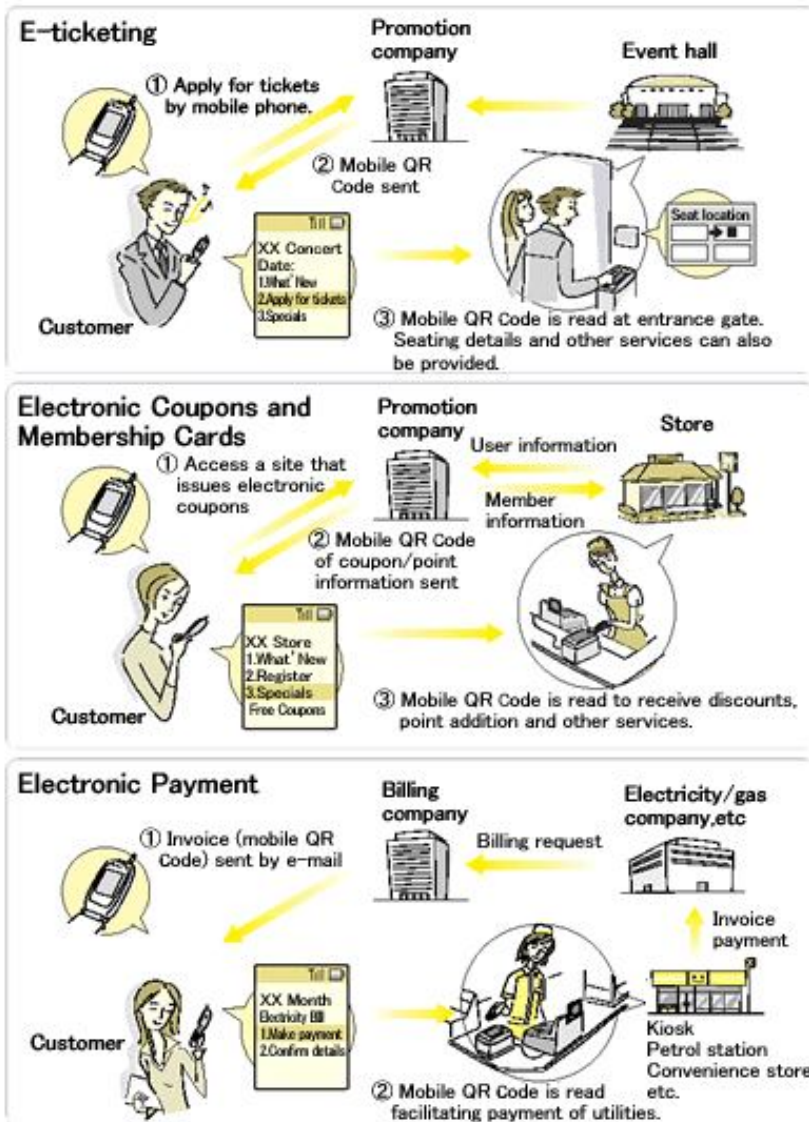 E-ticketing
Promotion
company
Event hall
① Apply for tickets
by mobile phone.
② Mobile QR
Code sent
XX Concert
Date:
1.What' New
2.Apply for tickets
3.Specials
Seat location
Customer
③ Mobile QR Code is read at entrance gate.
Seating details and other services can also
be provided.
Electronic Coupons and
Membership Cards
Promotion
company
Store
① Access a site that
issues electronic
coupons
User information
Member
information
② Mobile QR Code
of coupon/point
information sent
XX Store
1.What' New
2.Register
3.Specials
Free Coupons
Customer
③ Mobile QR Code is read to receive discounts,
point addition and other services.
Electronic Payment
Billing
company
Electricity/gas
company,etc
① Invoice (mobile QR
Code) sent by e-mail
Billing request
Invoice
payment
XX Month
Electricity Bill
1.Make payment
2.Confirm details
Customer
Kiosk
Petrol station
Convenience store
etc.
② Mobile QR Code is read
facilitating payment of utilities.